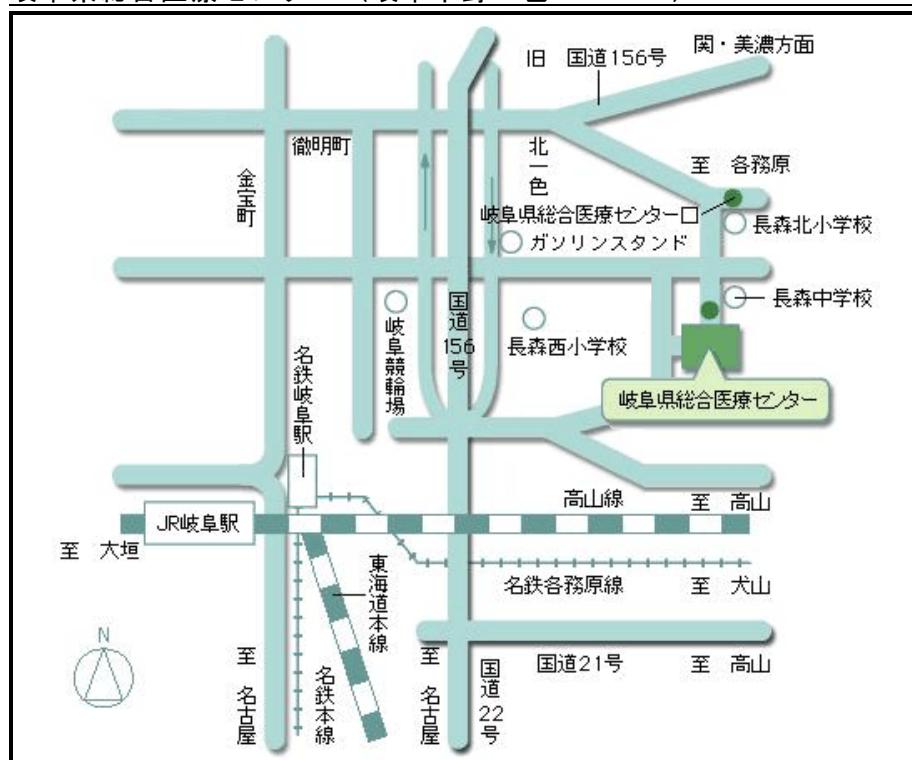 関・美濃方面
旧 国道156号
徹明町
北一色
至 各務原
金宝町
岐阜県総合医療センター口
長森北小学校
ガソリンスタンド
長森中学校
国道156号
岐阜競輪場
長森西小学校
名鉄岐阜駅
岐阜県総合医療センター
高山線
至 高山
JR岐阜駅
至 大垣
東海道本線
名鉄各務原線
至 犬山
N
至 名古屋
名鉄本線
至 名古屋
国道22号
国道21号
至 高山